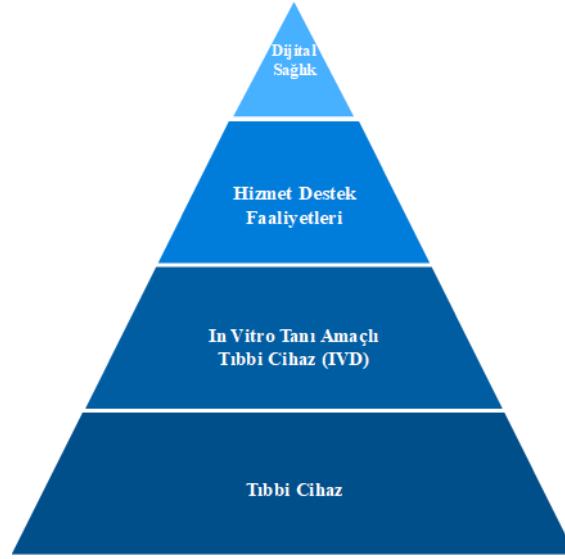 Dijital
Sağlık
Hizmet Destek
Faaliyetleri
In Vitro Tanı Amaçlı
Tıbbi Cihaz (IVD)
Tıbbi Cihaz